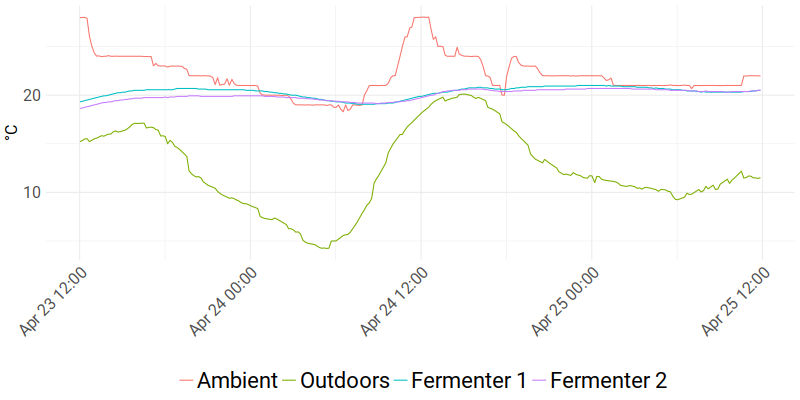 °C
20
10
Apr 23 12:00
Apr 24 00:00
Apr 24 12:00
Apr 25 00:00
Apr 25 12:00
Ambient Outdoors Fermenter 1 Fermenter 2